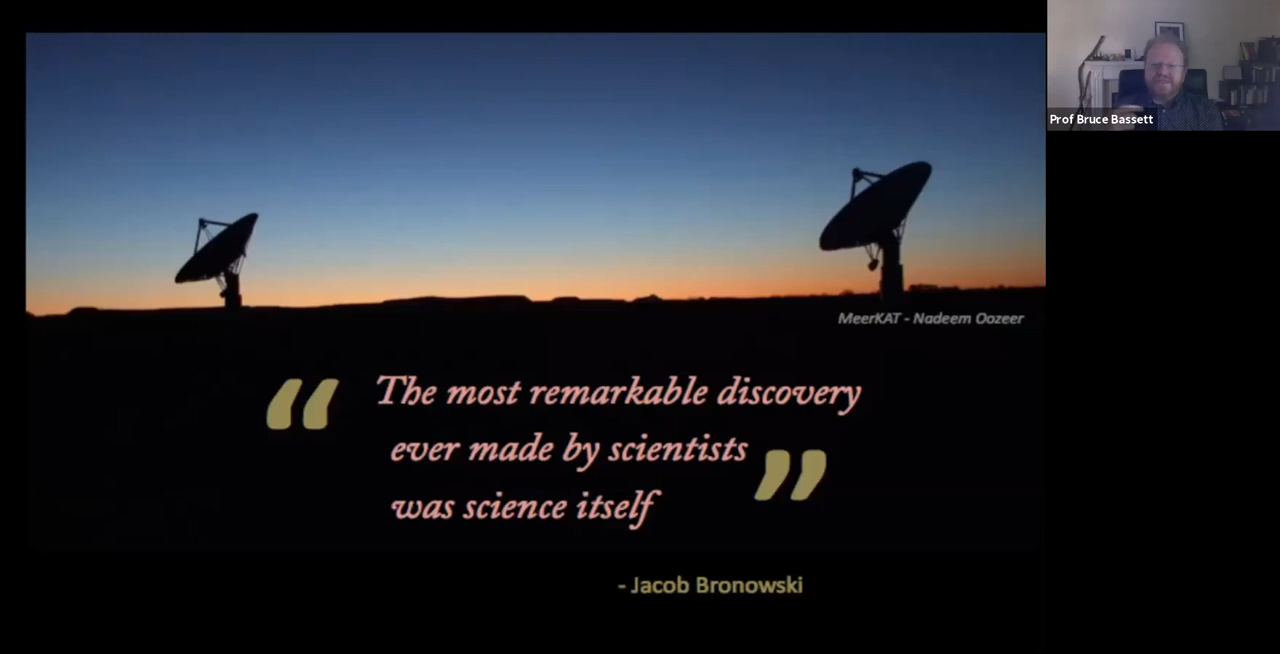 Prof Bruce Bassett
MeerKAT - Nadeem Oozeer
“ The most remarkable discovery
ever made by scientists ”
was science itself
- Jacob Bronowski